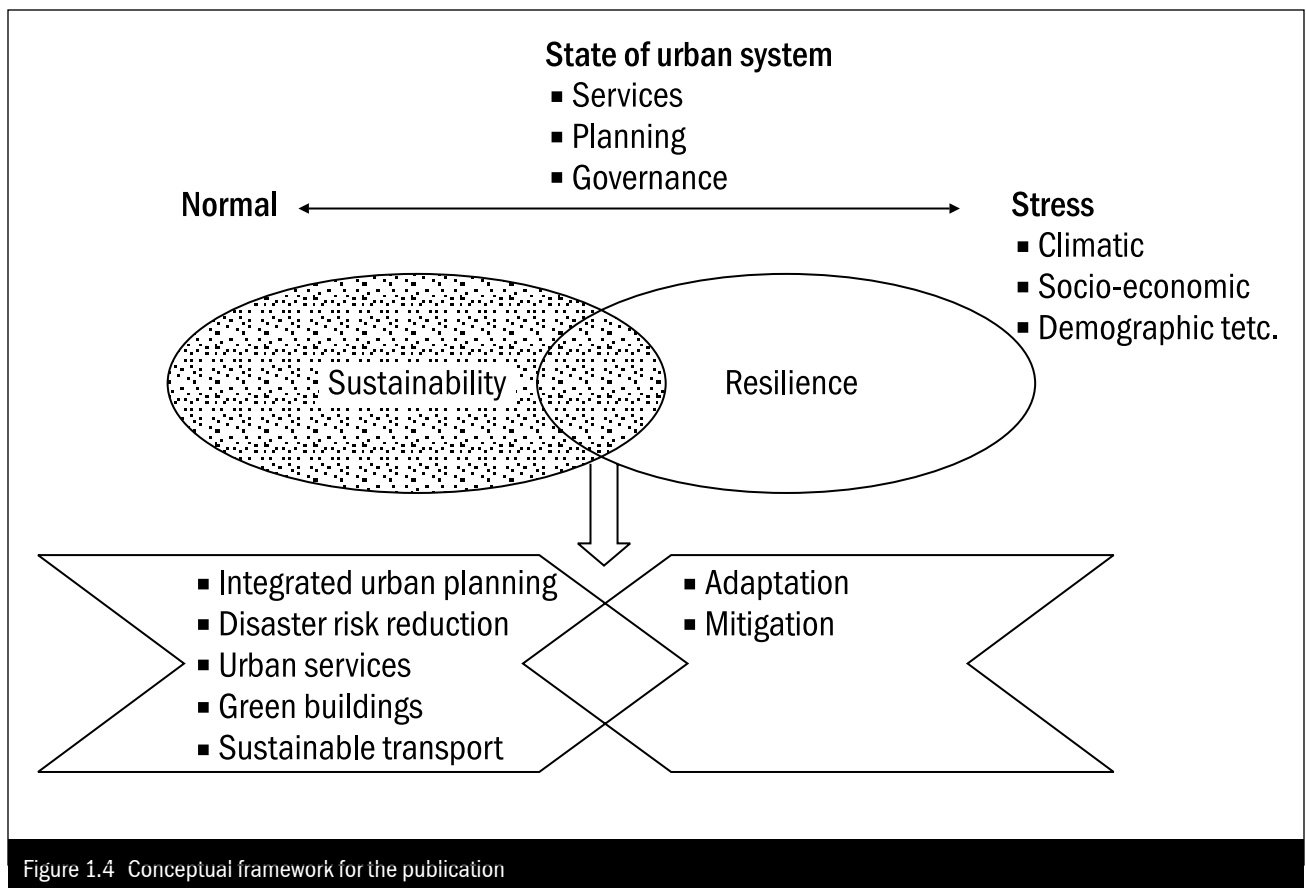 State of urban system
▪ Services
▪ Planning
▪ Governance
Normal
Stress
▪ Climatic
▪ Socio-economic
▪ Demographic tetc.
Sustainability
Resilience
▪ Integrated urban planning
▪ Disaster risk reduction
▪ Urban services
▪ Green buildings
▪ Sustainable transport
▪ Adaptation
▪ Mitigation
Figure 1.4 Conceptual framework for the publication